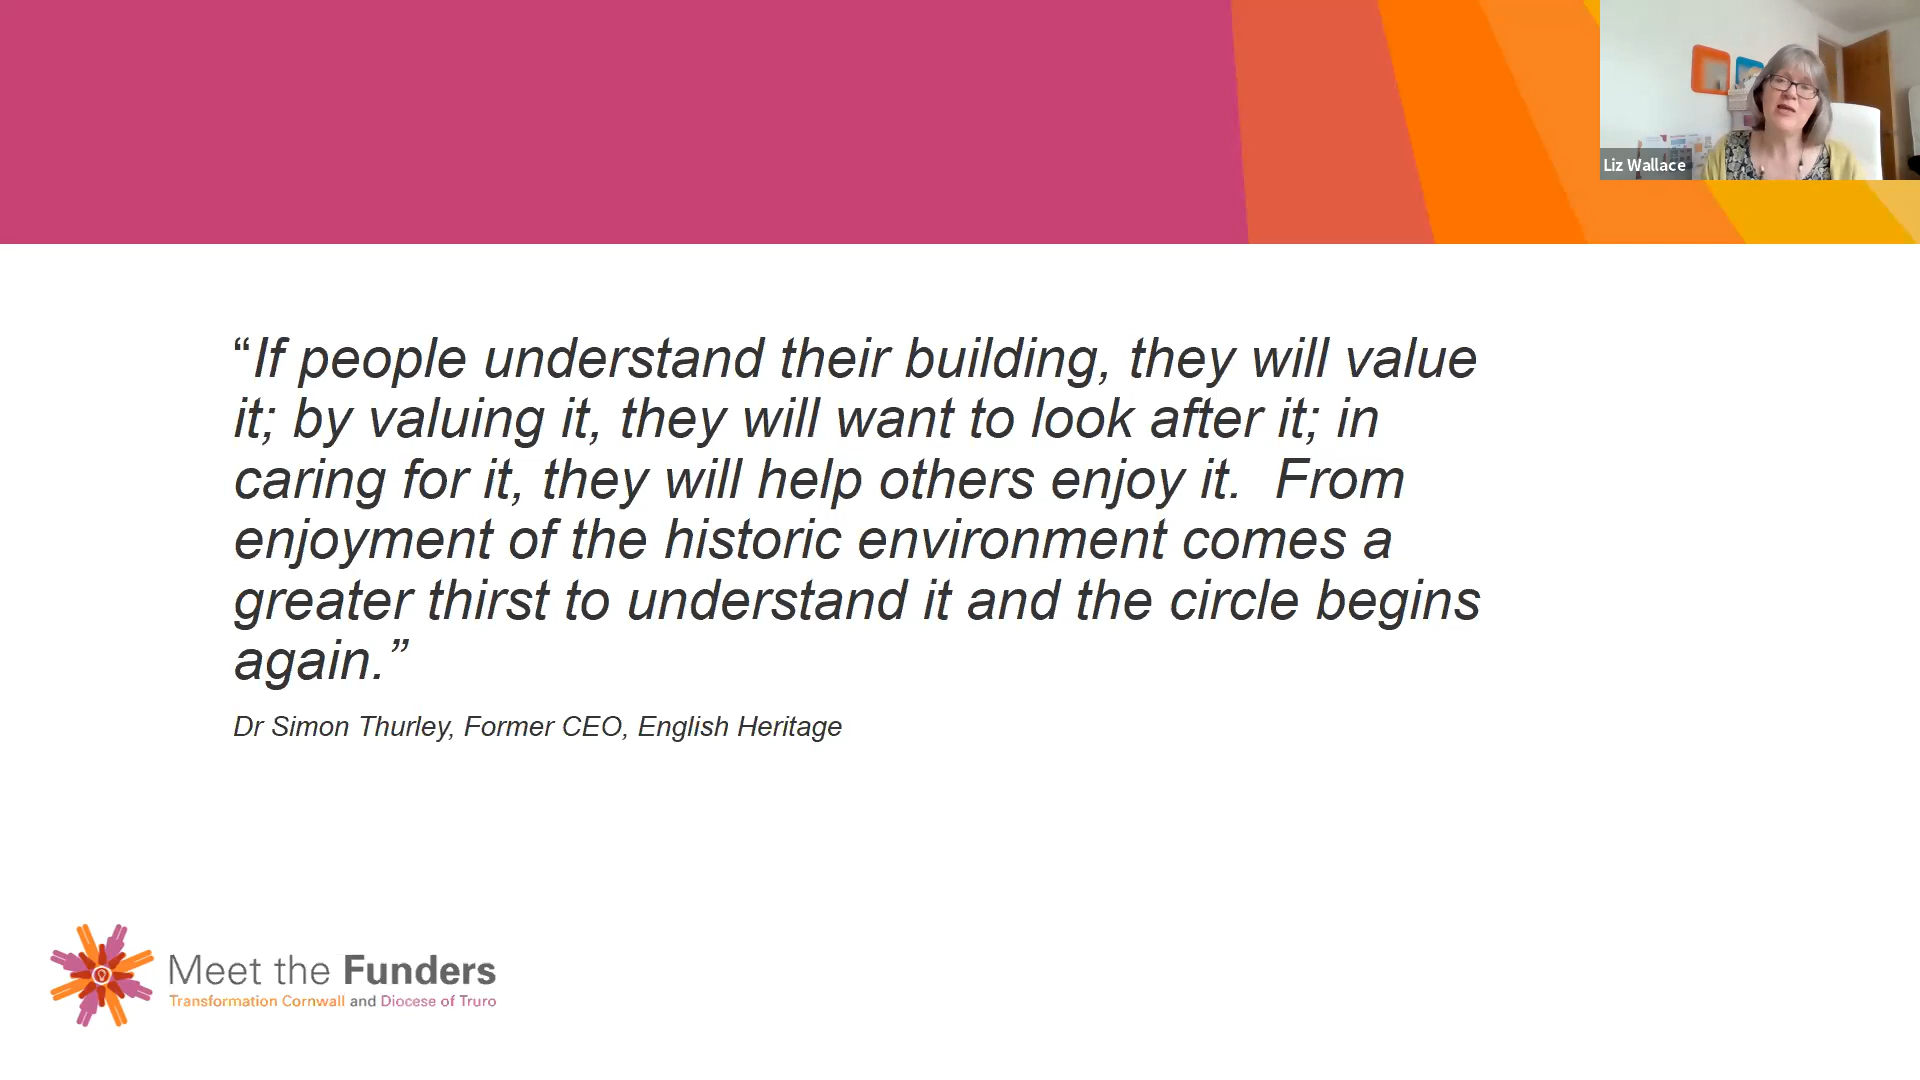 Liz Wallace
“If people understand their building, they will value
it; by valuing it, they will want to look after it; in
caring for it, they will help others enjoy it.  From
enjoyment of the historic environment comes a
greater thirst to understand it and the circle begins
again.”
Dr Simon Thurley, Former CEO, English Heritage
Meet the Funders
Transformation Cornwall and Diocese of Truro